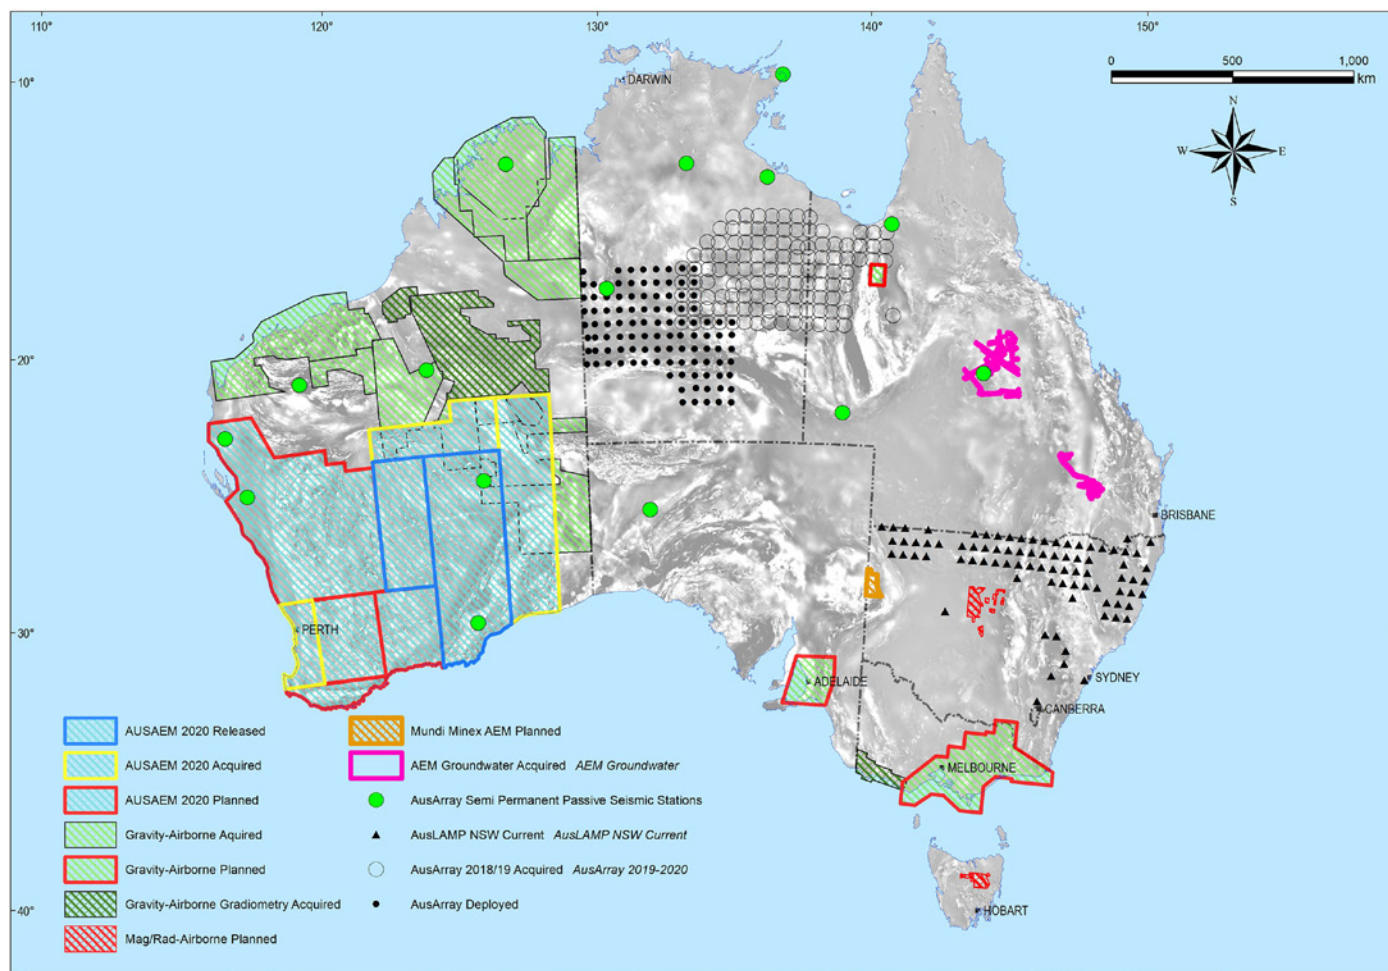 110°
120°
130°
140°
150°
10°
20°
30°
40°
0 500 1,000
km
N
W E
S
DARWIN
BRISBANE
PERTH
ADELAIDE
SYDNEY
CANBERRA
MELBOURNE
HOBART
AUSAEM 2020 Released
AUSAEM 2020 Acquired
AUSAEM 2020 Planned
Gravity-Airborne Aquired
Gravity-Airborne Planned
Gravity-Airborne Gradiometry Acquired
Mag/Rad-Airborne Planned
Mundi Minex AEM Planned
AEM Groundwater Acquired AEM Groundwater
AusArray Semi Permanent Passive Seismic Stations
AusLAMP NSW Current AusLAMP NSW Current
AusArray 2018/19 Acquired AusArray 2019-2020
AusArray Deployed